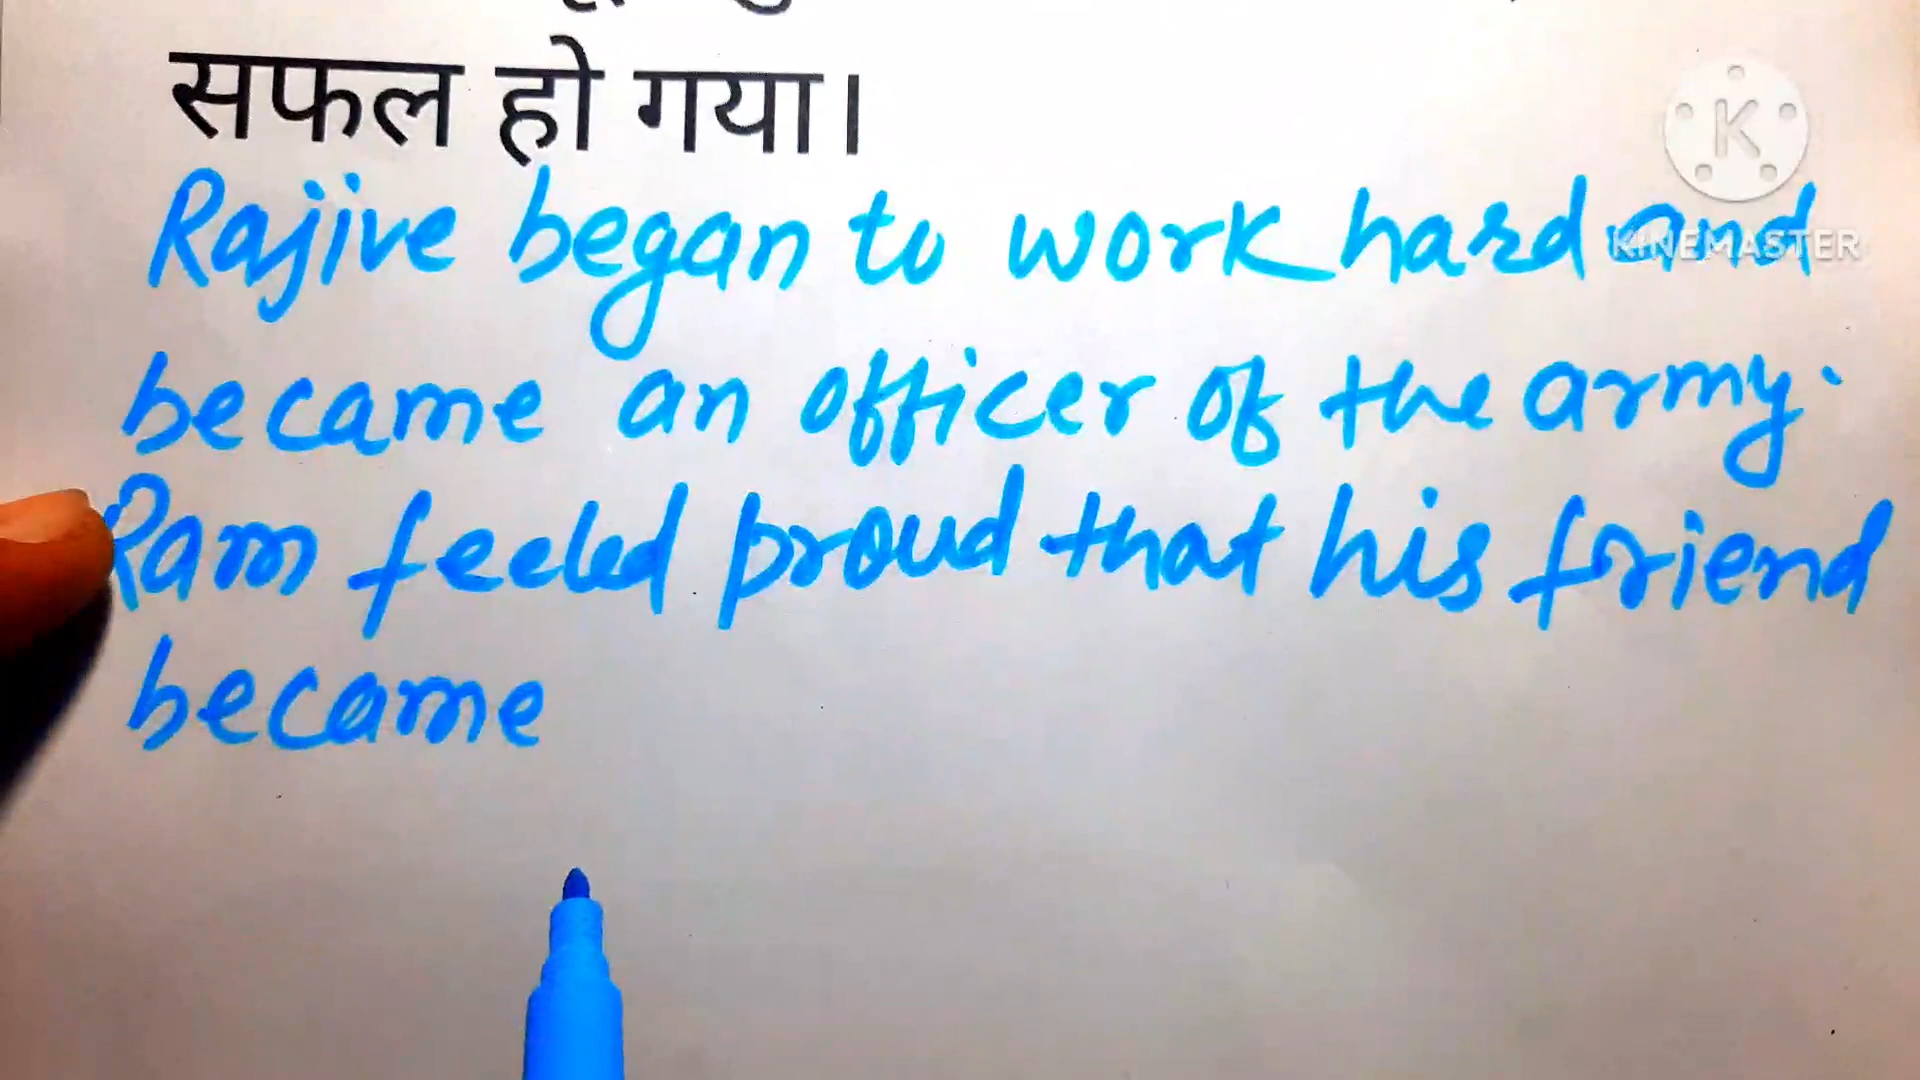 सफल हो गया।
K
KINEMASTER
Rajive began to work hard and
became an officer of the army.
Ram feeled proud that his friend
became